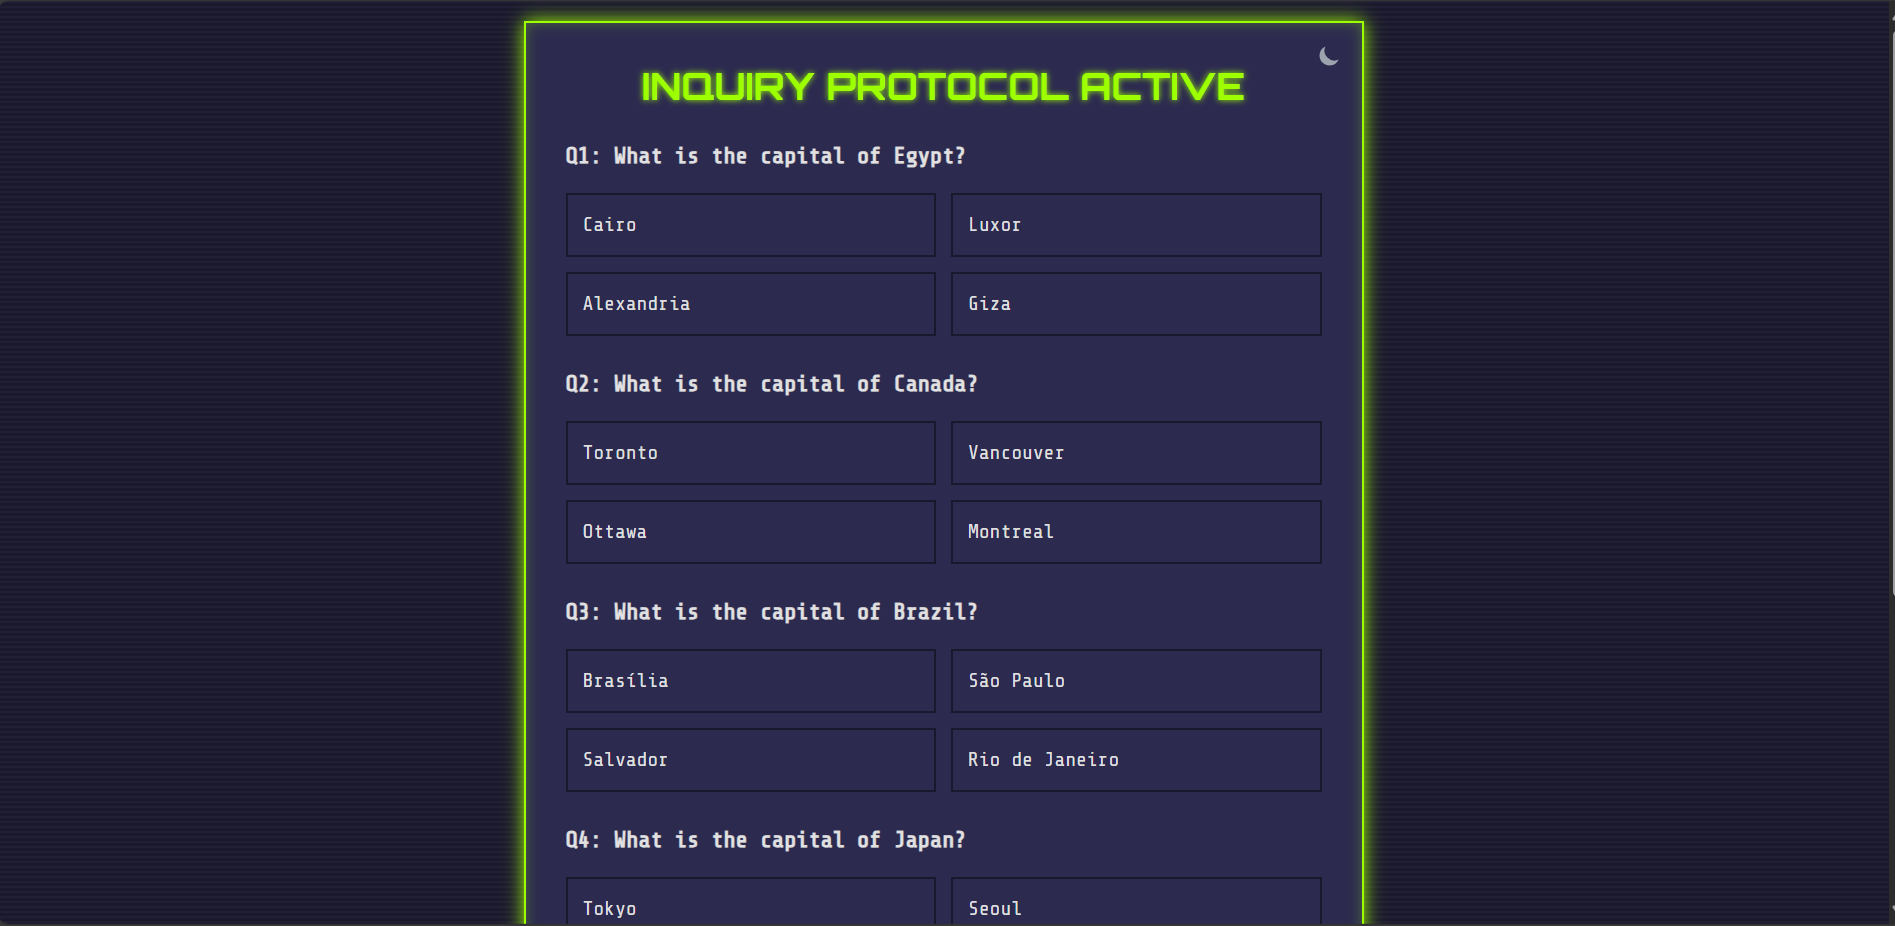 INQUIRY PROTOCOL ACTIVE
Q1: What is the capital of Egypt?
Cairo
Luxor
Alexandria
Giza
Q2: What is the capital of Canada?
Toronto
Vancouver
Ottawa
Montreal
Q3: What is the capital of Brazil?
Brasília
São Paulo
Salvador
Rio de Janeiro
Q4: What is the capital of Japan?
Tokyo
Seoul